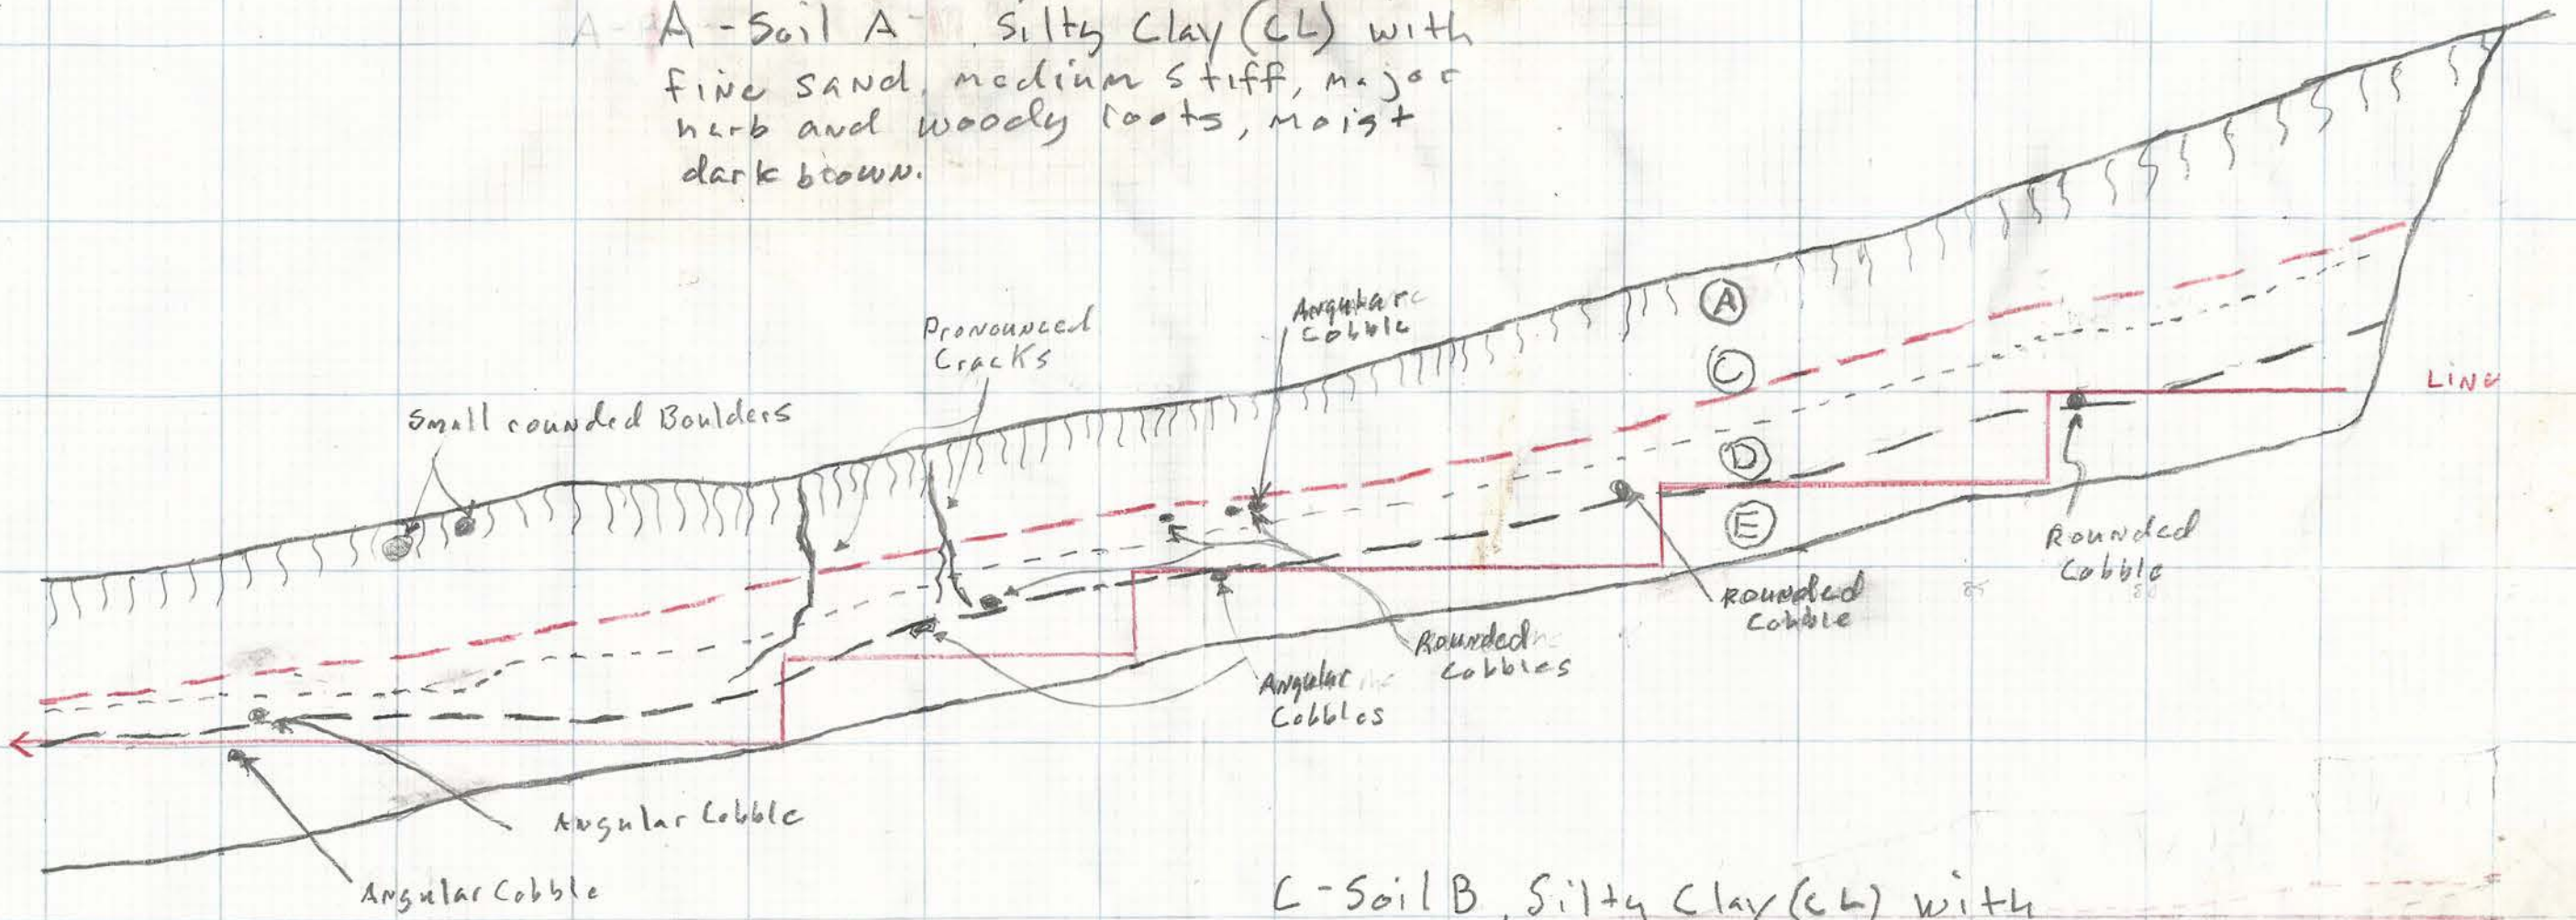 A - Soil A - Silty Clay (CL) with
fine sand, medium stiff, major
herb and woody roots, moist
dark brown.
Pronounced
Cracks
Angular
Cobble
Small rounded Boulders
A
C
D
E
Line
Rounded
Cobble
Rounded
Cobble
Rounded
Cobbles
Angular
Cobbles
Angular Cobble
Angular Cobble
C - Soil B, Silty Clay (CL) with